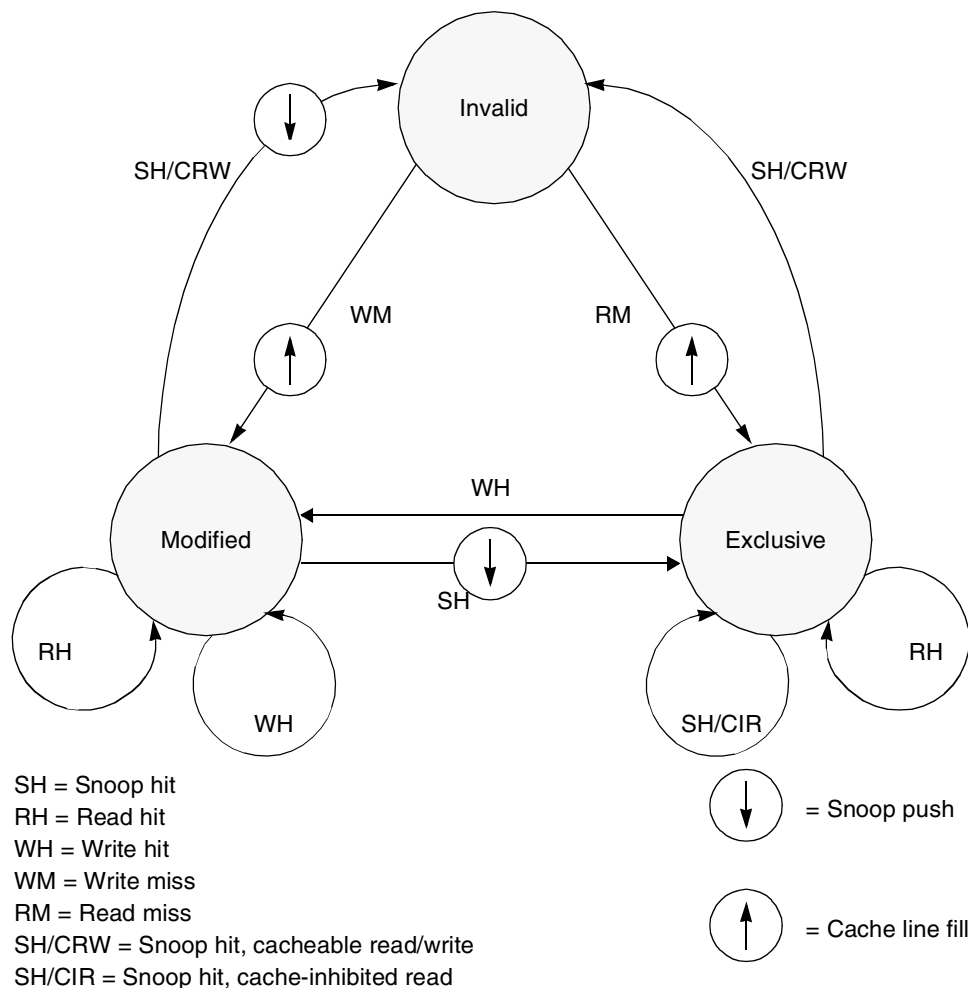 Invalid
SH/CRW
SH/CRW
WM
RM
WH
Modified
Exclusive
SH
RH
RH
WH
SH/CIR
SH = Snoop hit
RH = Read hit
WH = Write hit
WM = Write miss
RM = Read miss
SH/CRW = Snoop hit, cacheable read/write
SH/CIR = Snoop hit, cache-inhibited read
= Snoop push
= Cache line fill